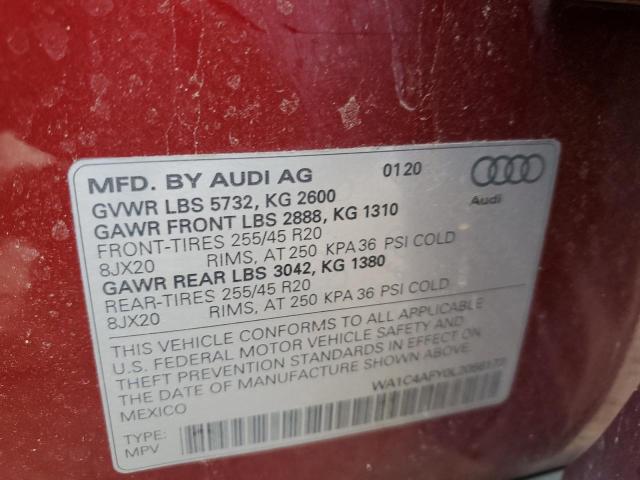 MFD. BY AUDI AG 0120
Audi
GVWR LBS 5732, KG 2600
GAWR FRONT LBS 2888, KG 1310
FRONT-TIRES 255/45 R20
8JX20 RIMS, AT 250 KPA 36 PSI COLD
GAWR REAR LBS 3042, KG 1380
REAR-TIRES 255/45 R20
8JX20 RIMS, AT 250 KPA 36 PSI COLD
THIS VEHICLE CONFORMS TO ALL APPLICABLE
U.S. FEDERAL MOTOR VEHICLE SAFETY AND
THEFT PREVENTION STANDARDS IN EFFECT ON
THE DATE OF MANUFACTURE SHOWN ABOVE.
MEXICO
TYPE:
MPV